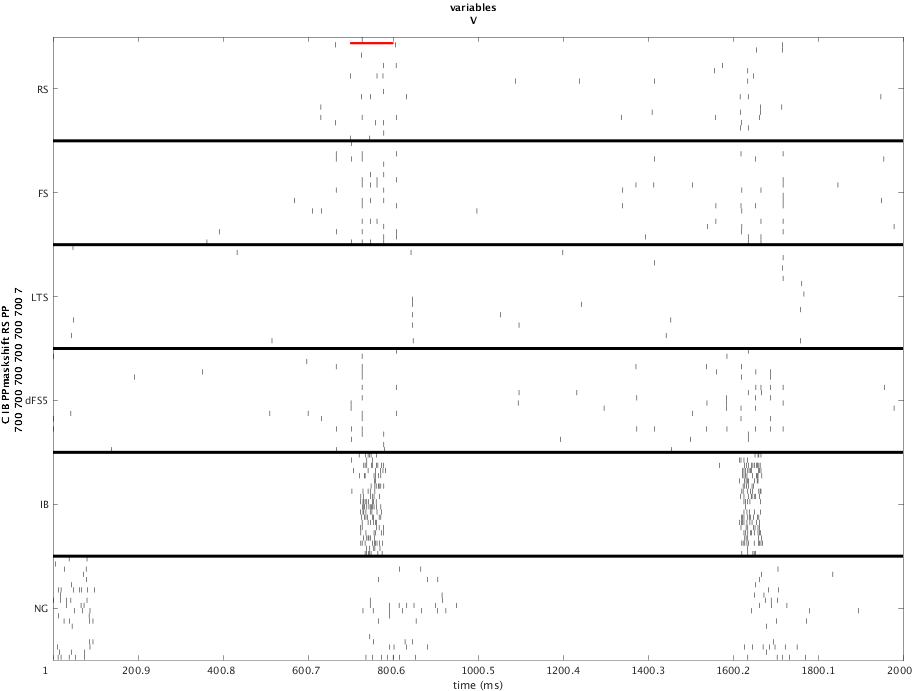 variables
V
RS
FS
LTS
dFS5
IB
NG
C IB PPmaskshift RS PP
700 700 700 700 700 700 7
1
200.9
400.8
600.7
800.6
1000.5
1200.4
1400.3
1600.2
1800.1
2000
time (ms)